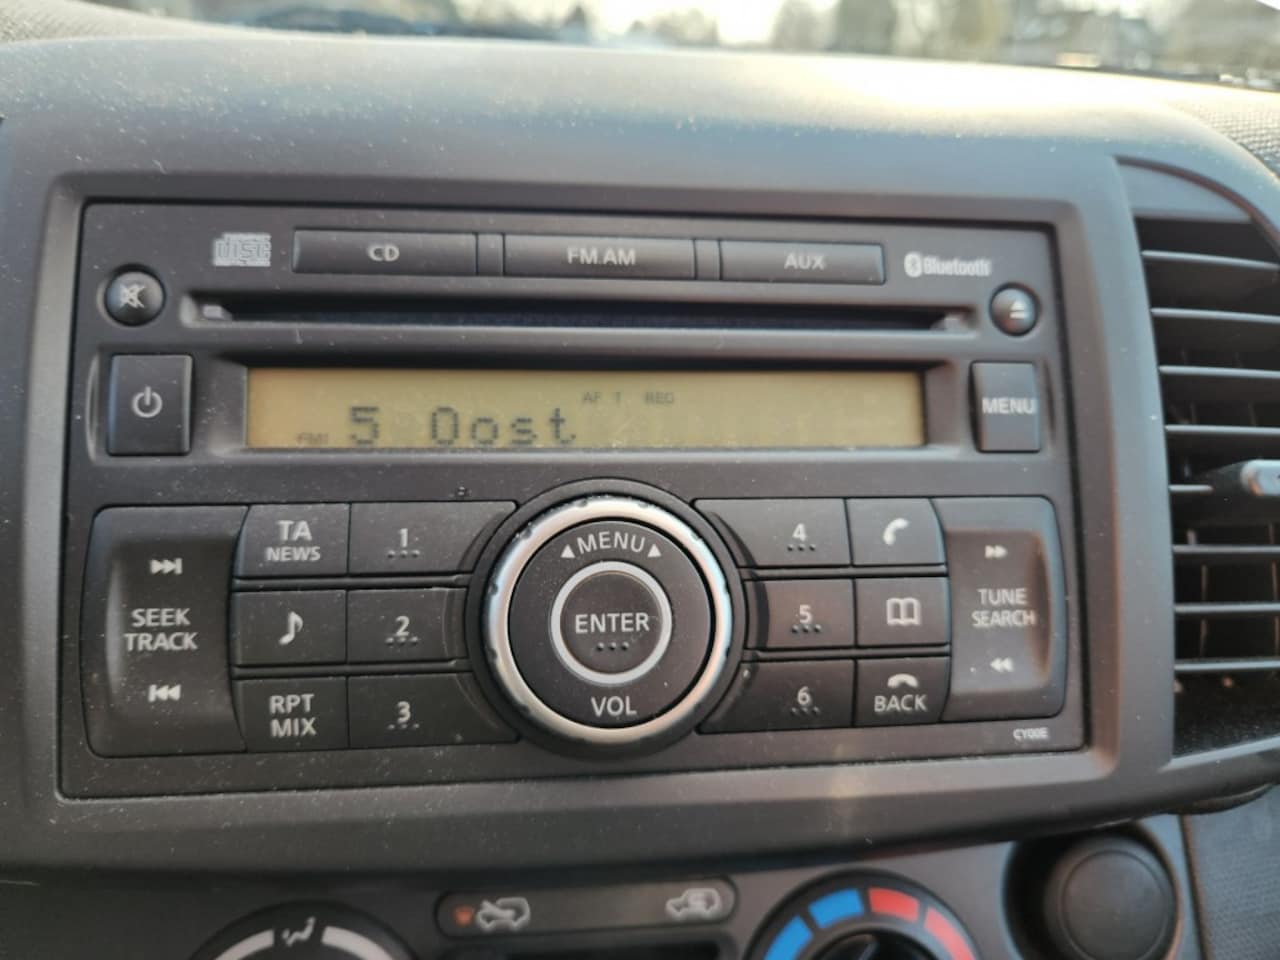 disc
CD
FM AM
AUX
Bluetooth
AF T REG
FM1 5 Oost
MENU
SEEK
TRACK
TA
NEWS
RPT
MIX
1
2
3
MENU
ENTER
VOL
4
5
6
BACK
TUNE
SEARCH
CY00E